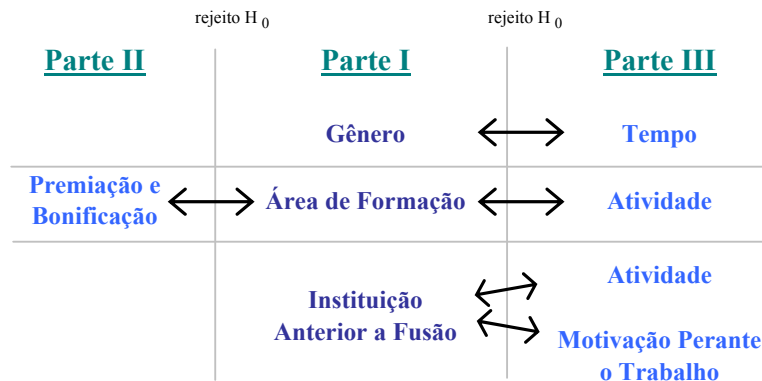 rejeito H 0
rejeito H 0
Parte II
Parte I
Parte III
Gênero
Tempo
Premiação e
Bonificação
Área de Formação
Atividade
Instituição
Anterior a Fusão
Atividade
Motivação Perante
o Trabalho